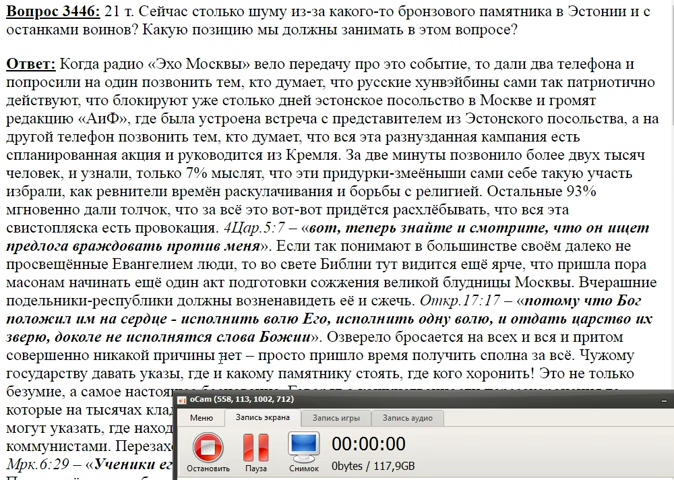 Вопрос 3446: 21 т. Сейчас столько шуму из-за какого-то бронзового памятника в Эстонии и с
останками воинов? Какую позицию мы должны занимать в этом вопросе?
Ответ: Когда радио «Эхо Москвы» вело передачу про это событие, то дали два телефона и
попросили на один позвонить тем, кто думает, что русские хунвэйбины сами так патриотично
действуют, что блокируют уже столько дней эстонское посольство в Москве и громят
редакцию «АиФ», где была устроена встреча с представителем из Эстонского посольства, а на
другой телефон позвонить тем, кто думает, что вся эта разнузданная кампания есть
спланированная акция и руководится из Кремля. За две минуты позвонило более двух тысяч
человек, и узнали, только 7% мыслят, что эти придурки-змеёныши сами себе такую участь
избрали, как ревнители времён раскулачивания и борьбы с религией. Остальные 93%
мгновенно дали толчок, что за всё это вот-вот придётся расхлёбывать, что вся эта
свистопляска есть провокация. 4Цар.5:7 – «вот, теперь знайте и смотрите, что он ищет
предлога враждовать против меня». Если так понимают в большинстве своём далеко не
просвещённые Евангелием люди, то во свете Библии тут видится ещё ярче, что пришла пора
масонам начинать ещё один акт подготовки сожжения великой блудницы Москвы. Вчерашние
подельники-республики должны возненавидеть её и сжечь. Откр.17:17 – «потому что Бог
положил им на сердце - исполнить волю Его, исполнить одну волю, и отдать царство их
зверю, доколе не исполнятся слова Божии». Озверело бросается на всех и вся и притом
совершенно никакой причины нет – просто пришло время получить сполна за всё. Чужому
государству давать указы, где и какому памятнику стоять, где кого хоронить! Это не только
безумие, а самое
которые на тысячах
могут указать, где
коммунистами.
Мрк.6:29 – «Ученики
oCam (558, 113, 1002, 712)
Меню Запись экрана Запись игры Запись аудио
Остановить Пауза Снимок 00:00:00
0bytes / 117,9GB